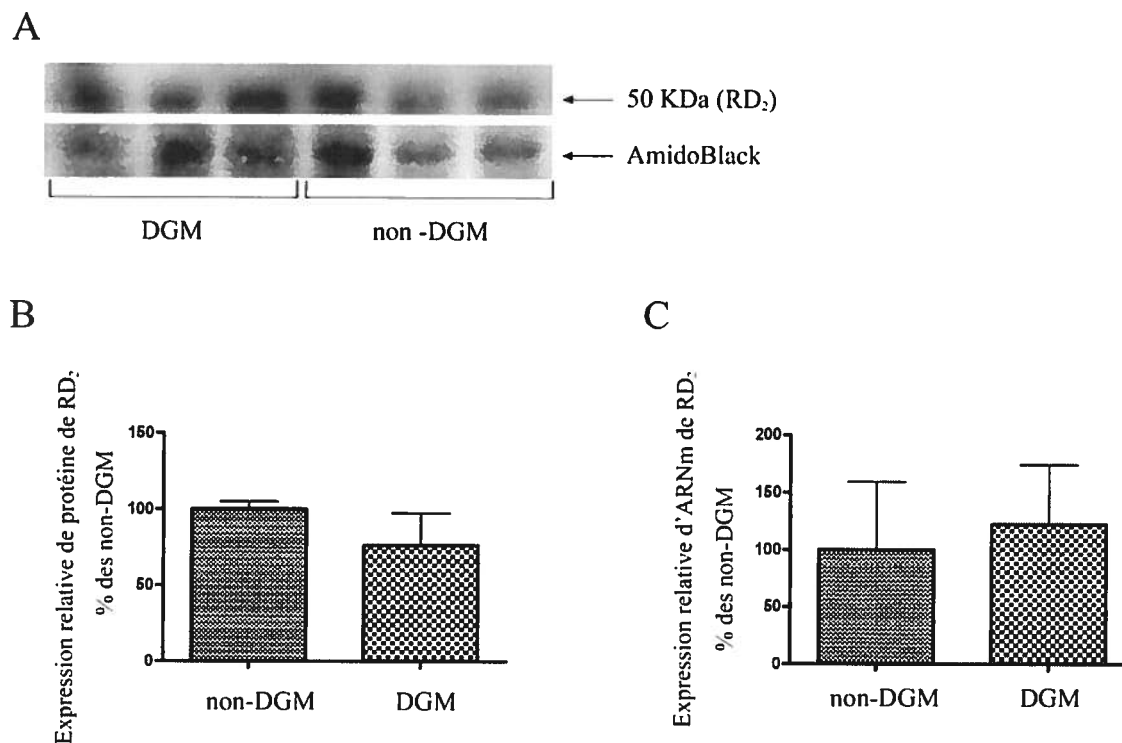 A
50 KDa (RD₂)
AmidoBlack
DGM
non -DGM
B
Expression relative de protéine de RD₂
% des non-DGM
150
100
50
0
non-DGM
DGM
C
Expression relative d'ARNm de RD₂
% des non-DGM
200
150
100
50
0
non-DGM
DGM